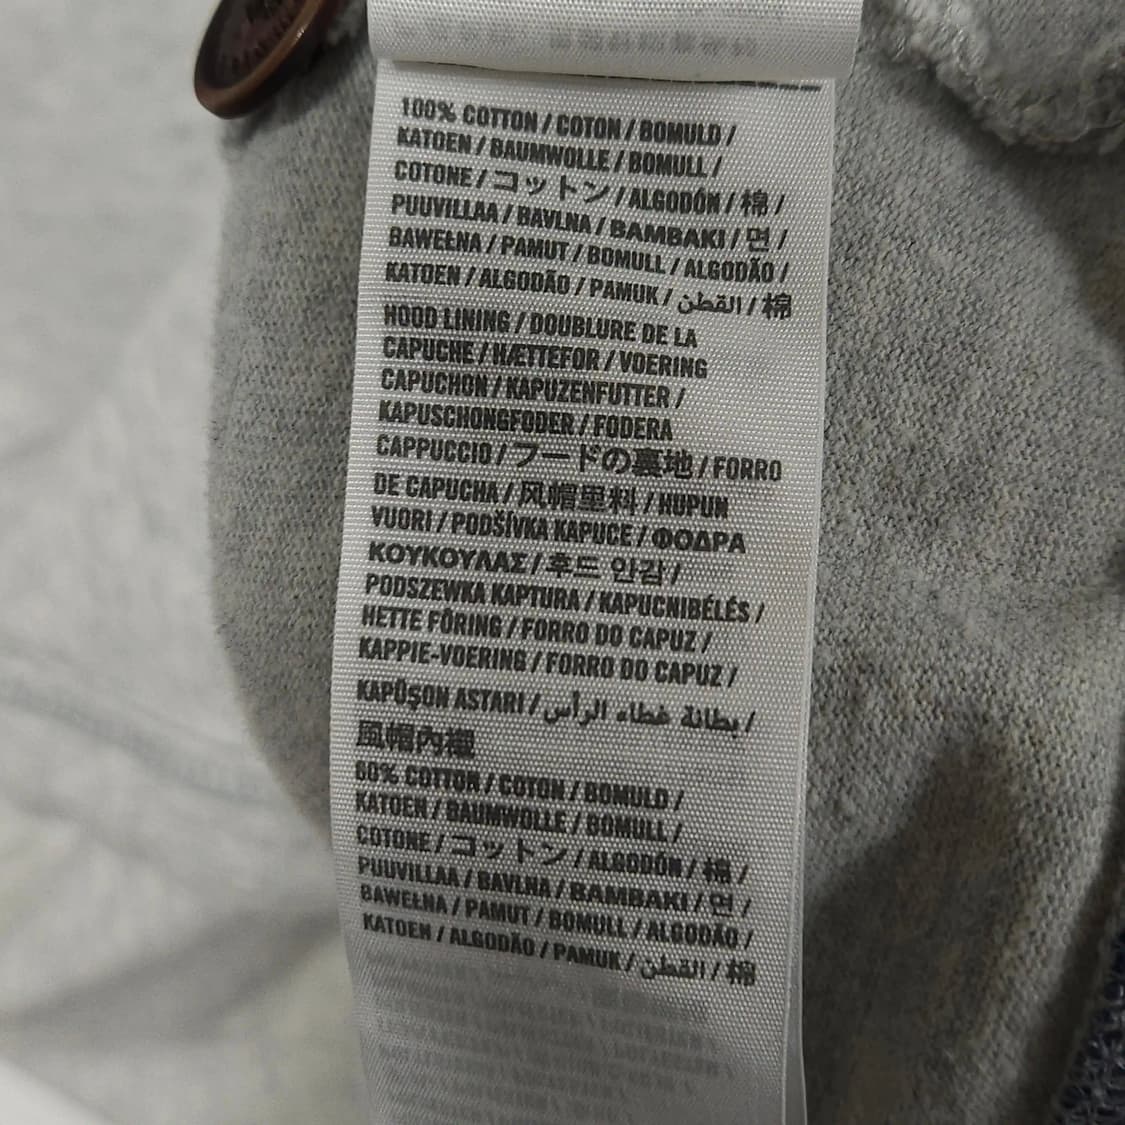 100% COTTON / COTON / BOMULD /
KATOEN / BAUMWOLLE / BOMULL /
COTONE / コットン / ALGODÓN / 棉 /
PUUVILLAA / BAVLNA / ΒΑΜΒΑΚΙ / 면 /
BAWEŁNA / PAMUT / BOMULL / ALGODÃO /
KATOEN / ALGODÃO / PAMUK / القطن / 棉
HOOD LINING / DOUBLURE DE LA
CAPUCHE / HÆTTEFOR / VOERING
CAPUCHON / KAPUZENFUTTER /
KAPUSCHONGFODER / FODERA
CAPPUCCIO / フードの裏地 / FORRO
DE CAPUCHA / 风帽里料 / HUPUN
VUORI / PODŠÍVKA KAPUCE / ΦΟΔΡΑ
ΚΟΥΚΟΥΛΑΣ / 후드 안감 /
PODSZEWKA KAPTURA / KAPUCNIBÉLÉS /
HETTE FÔRING / FORRO DO CAPUZ /
KAPPIE-VOERING / FORRO DO CAPUZ /
KAPÜŞON ASTARI / بطانة غطاء الرأس /
風帽內裡
60% COTTON / COTON / BOMULD /
KATOEN / BAUMWOLLE / BOMULL /
COTONE / コットン / ALGODÓN / 棉 /
PUUVILLAA / BAVLNA / ΒΑΜΒΑΚΙ / 면 /
BAWEŁNA / PAMUT / BOMULL / ALGODÃO /
KATOEN / ALGODÃO / PAMUK / القطن / 棉